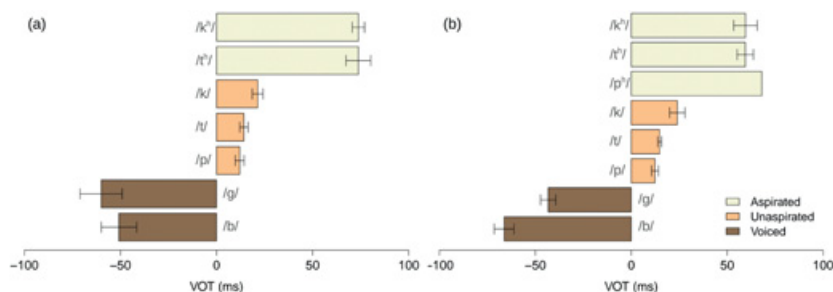 (a)
/kʰ/
/tʰ/
/k/
/t/
/p/
/g/
/b/
−100 −50 0 50 100
VOT (ms)
(b)
/kʰ/
/tʰ/
/pʰ/
/k/
/t/
/p/
/g/
/b/
Aspirated
Unaspirated
Voiced
−100 −50 0 50 100
VOT (ms)